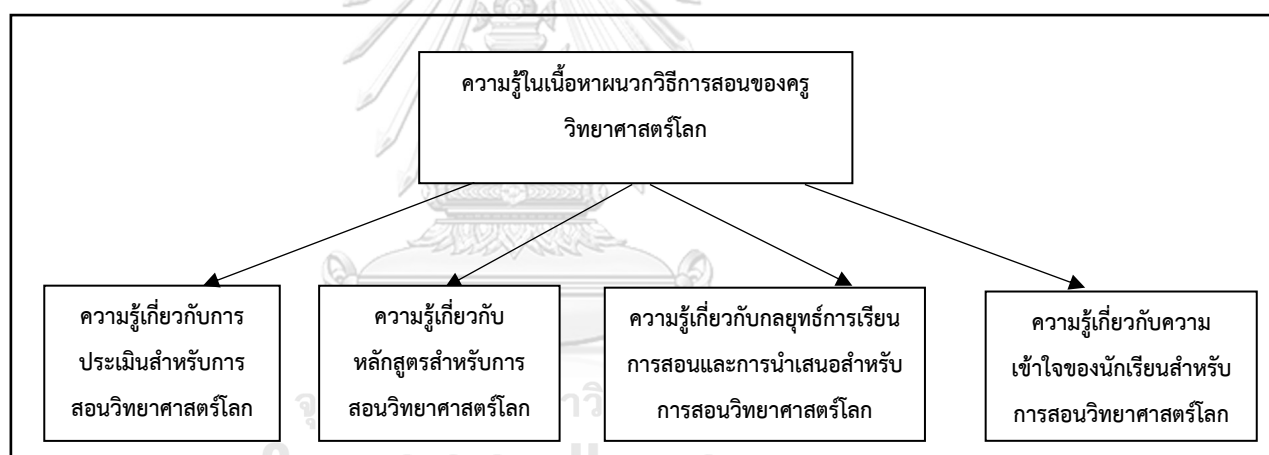 ความรู้ในเนื้อหาผนวกวิธีการสอนของครู
วิทยาศาสตร์โลก
ความรู้เกี่ยวกับการ
ประเมินสำหรับการ
สอนวิทยาศาสตร์โลก
ความรู้เกี่ยวกับ
หลักสูตรสำหรับการ
สอนวิทยาศาสตร์โลก
ความรู้เกี่ยวกับกลยุทธ์การเรียน
การสอนและการนำเสนอสำหรับ
การสอนวิทยาศาสตร์โลก
ความรู้เกี่ยวกับความ
เข้าใจของนักเรียนสำหรับ
การสอนวิทยาศาสตร์โลก